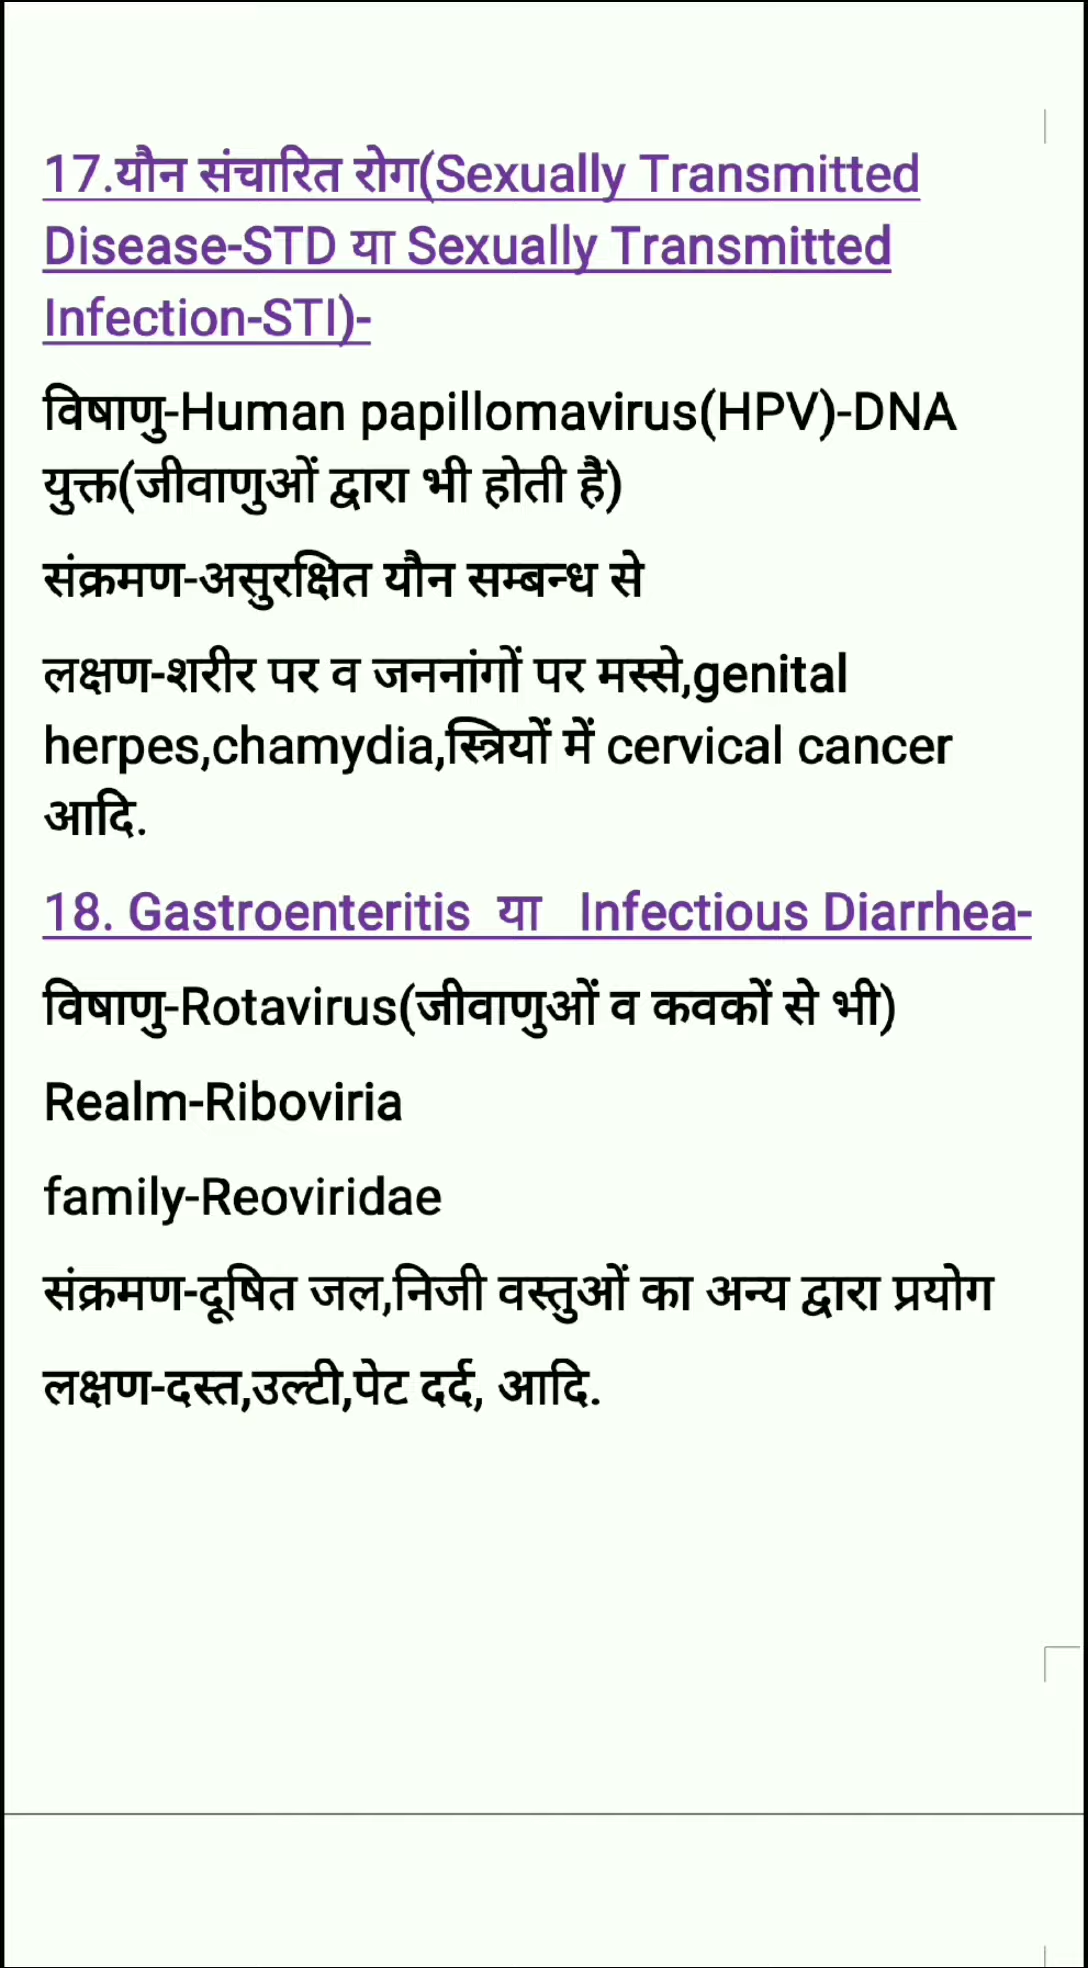 17.यौन संचारित रोग(Sexually Transmitted
Disease-STD या Sexually Transmitted
Infection-STI)-
विषाणु-Human papillomavirus(HPV)-DNA
युक्त(जीवाणुओं द्वारा भी होती है)
संक्रमण-असुरक्षित यौन सम्बन्ध से
लक्षण-शरीर पर व जननांगों पर मस्से,genital
herpes,chamydia,स्त्रियों में cervical cancer
आदि.
18. Gastroenteritis या Infectious Diarrhea-
विषाणु-Rotavirus(जीवाणुओं व कवकों से भी)
Realm-Riboviria
family-Reoviridae
संक्रमण-दूषित जल,निजी वस्तुओं का अन्य द्वारा प्रयोग
लक्षण-दस्त,उल्टी,पेट दर्द, आदि.